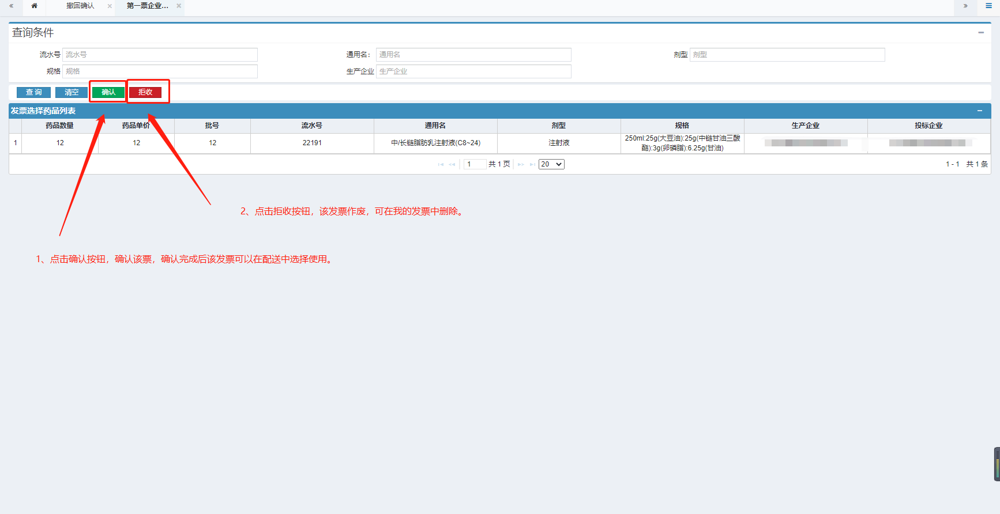 撤回确认 第一票企业...
查询条件
流水号 流水号 通用名： 通用名 剂型 剂型
规格 规格 生产企业 生产企业
查 询 清空 确认 拒收
发票选择药品列表
药品数量 药品单价 批号 流水号 通用名 剂型 规格 生产企业 投标企业
1 12 12 12 22191 中/长链脂肪乳注射液(C8~24) 注射液 250ml:25g(大豆油):25g(中链甘油三酸
酯):3g(卵磷脂):6.25g(甘油)
1 共 1 页 20 1 - 1 共 1 条
2、点击拒收按钮，该发票作废，可在我的发票中删除。
1、点击确认按钮，确认该票，确认完成后该发票可以在配送中选择使用。